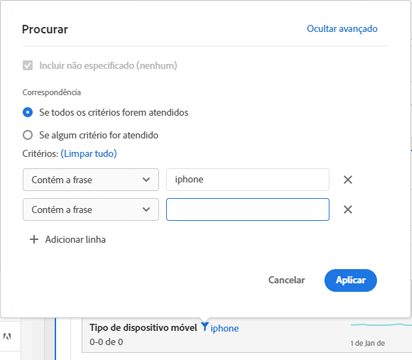 Procurar
Ocultar avançado
Incluir não especificado (nenhum)
Correspondência
Se todos os critérios forem atendidos
Se algum critério for atendido
Critérios: (Limpar tudo)
Contém a frase
iphone
Contém a frase
Adicionar linha
Cancelar
Aplicar
Tipo de dispositivo móvel iphone
0-0 de 0
1 de Jan de